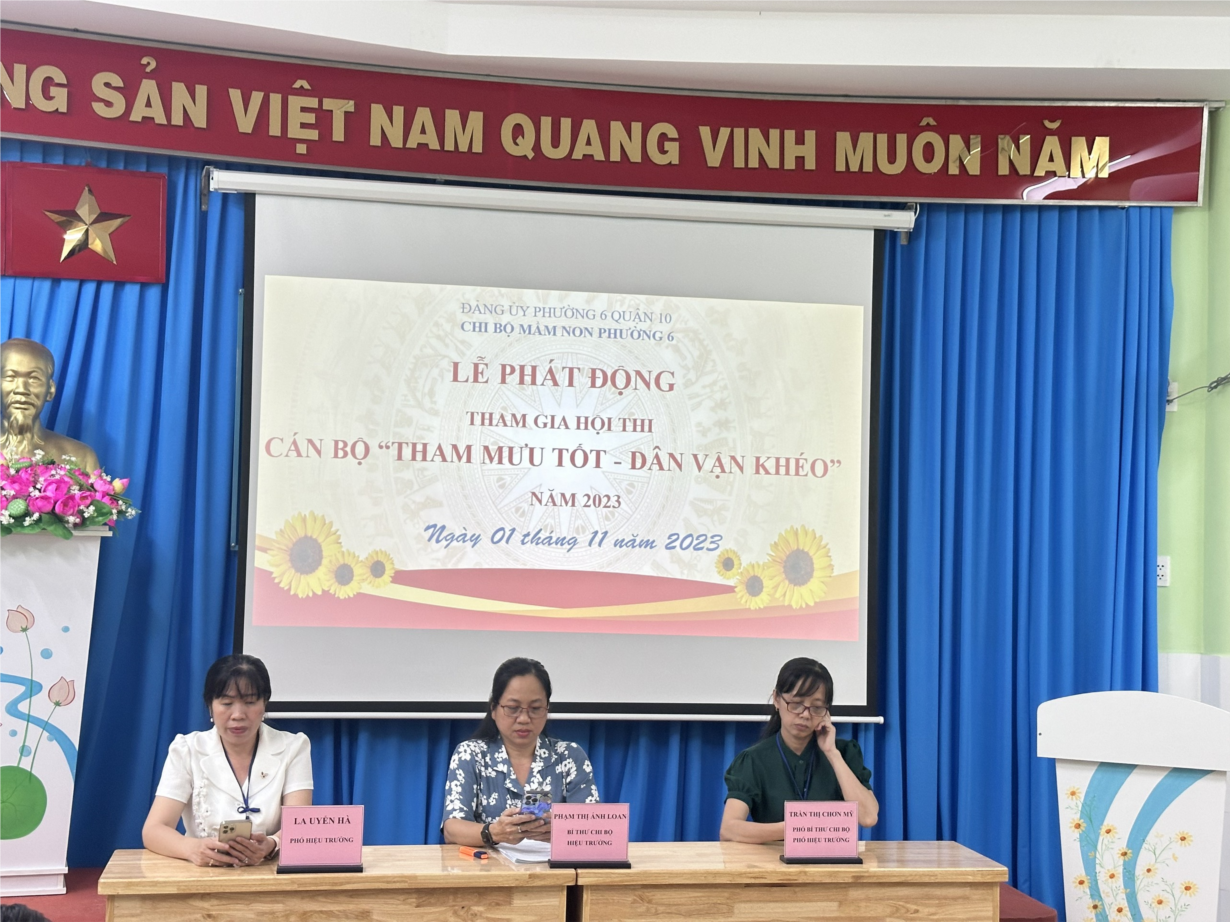 NG SẢN VIỆT NAM QUANG VINH MUÔN NĂM
ĐẢNG ỦY PHƯỜNG 6 QUẬN 10
CHI BỘ MẦM NON PHƯỜNG 6
LỄ PHÁT ĐỘNG
THAM GIA HỘI THI
CÁN BỘ “THAM MƯU TỐT - DÂN VẬN KHÉO”
NĂM 2023
Ngày 01 tháng 11 năm 2023
LA UYÊN HÀ
PHÓ HIỆU TRƯỞNG
PHẠM THỊ ÁNH LOAN
BÍ THƯ CHI BỘ
HIỆU TRƯỞNG
TRẦN THỊ CHƠN MỸ
PHÓ BÍ THƯ CHI BỘ
PHÓ HIỆU TRƯỞNG